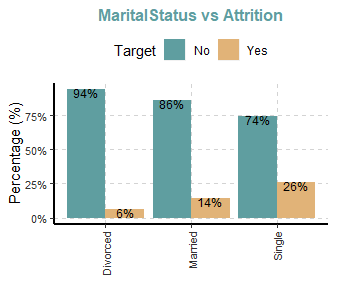 MaritalStatus vs Attrition
Target No Yes
Percentage (%)
75%
50%
25%
0%
94%
6%
86%
14%
74%
26%
Divorced
Married
Single